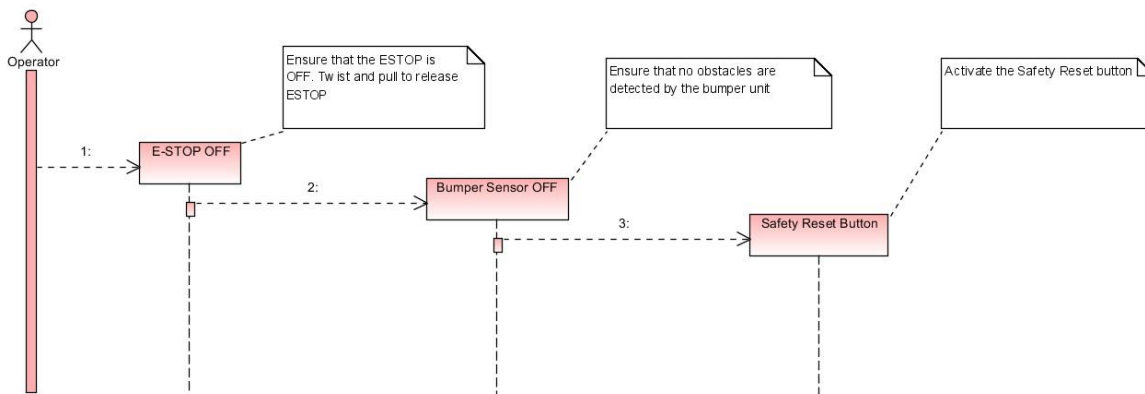 Operator
Ensure that the ESTOP is
OFF. Twist and pull to release
ESTOP
Ensure that no obstacles are
detected by the bumper unit
Activate the Safety Reset button
1:
E-STOP OFF
2:
Bumper Sensor OFF
3:
Safety Reset Button